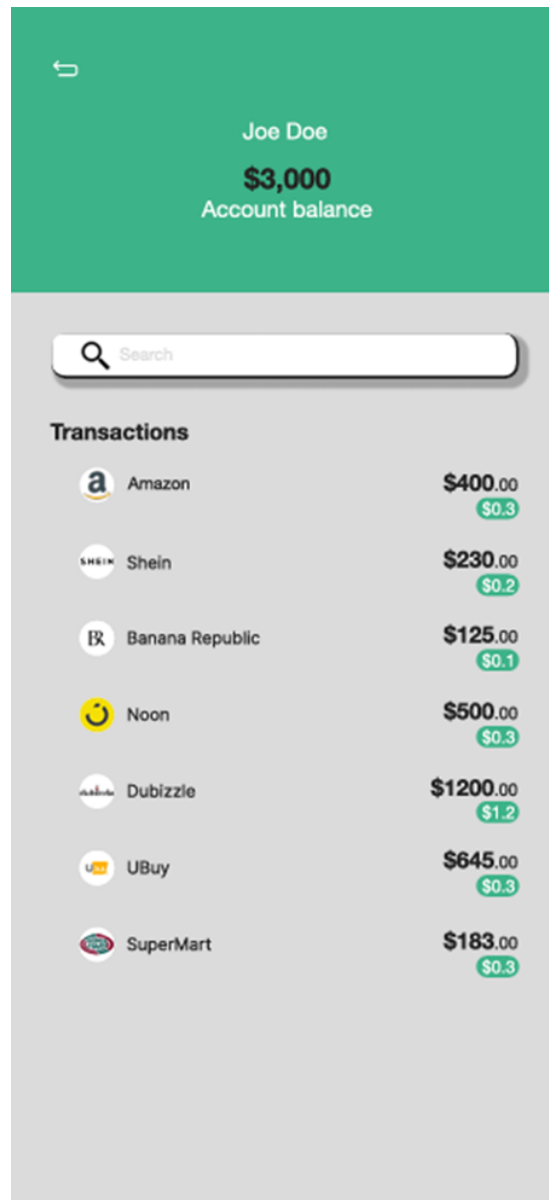 Joe Doe
$3,000
Account balance
Search
Transactions
a Amazon $400.00
$0.3
SHEIN Shein $230.00
$0.2
BR Banana Republic $125.00
$0.1
Noon $500.00
$0.3
Dubizzle $1200.00
$1.2
UBuy $645.00
$0.3
SuperMart $183.00
$0.3